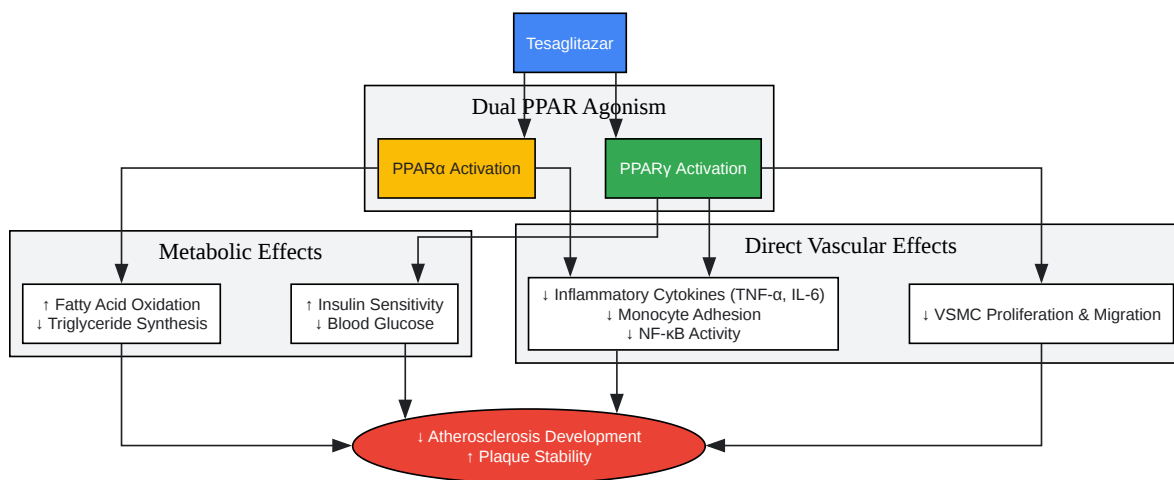 Tesaglitazar
Dual PPAR Agonism
PPARα Activation
PPARγ Activation
Metabolic Effects
Direct Vascular Effects
↑ Fatty Acid Oxidation
↓ Triglyceride Synthesis
↑ Insulin Sensitivity
↓ Blood Glucose
↓ Inflammatory Cytokines (TNF-α, IL-6)
↓ Monocyte Adhesion
↓ NF-κB Activity
↓ VSMC Proliferation & Migration
↓ Atherosclerosis Development
↑ Plaque Stability